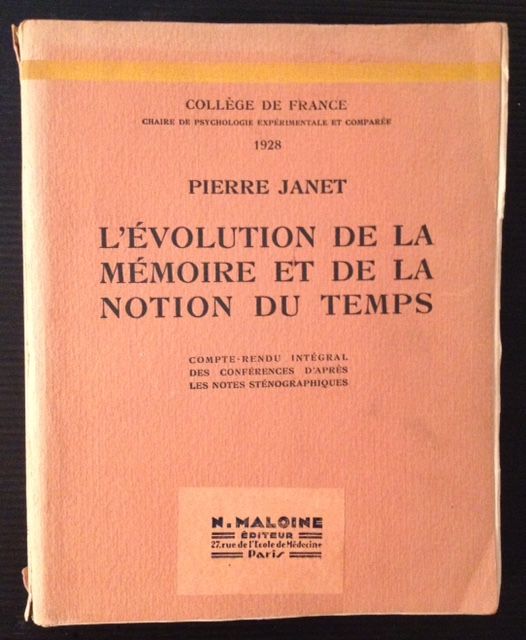 COLLÈGE DE FRANCE
CHAIRE DE PSYCHOLOGIE EXPÉRIMENTALE ET COMPARÉE
1928
PIERRE JANET
L'ÉVOLUTION DE LA
MÉMOIRE ET DE LA
NOTION DU TEMPS
COMPTE-RENDU INTÉGRAL
DES CONFÉRENCES D'APRÈS
LES NOTES STÉNOGRAPHIQUES
N. MALOINE
ÉDITEUR
27, rue de l'Ecole de Médecine
Paris